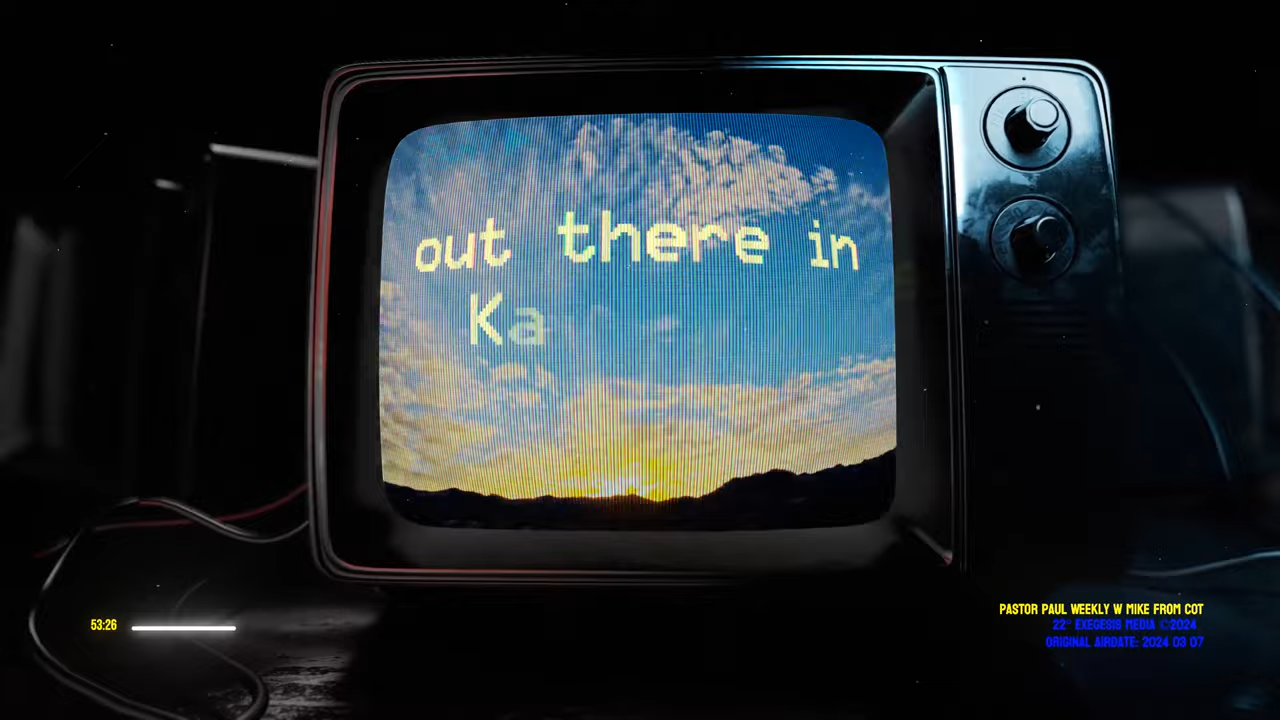 out there in
Ka
53:26
PASTOR PAUL WEEKLY W MIKE FROM COT
22° EXEGESIS MEDIA ©2024
ORIGINAL AIRDATE: 2024 03 07